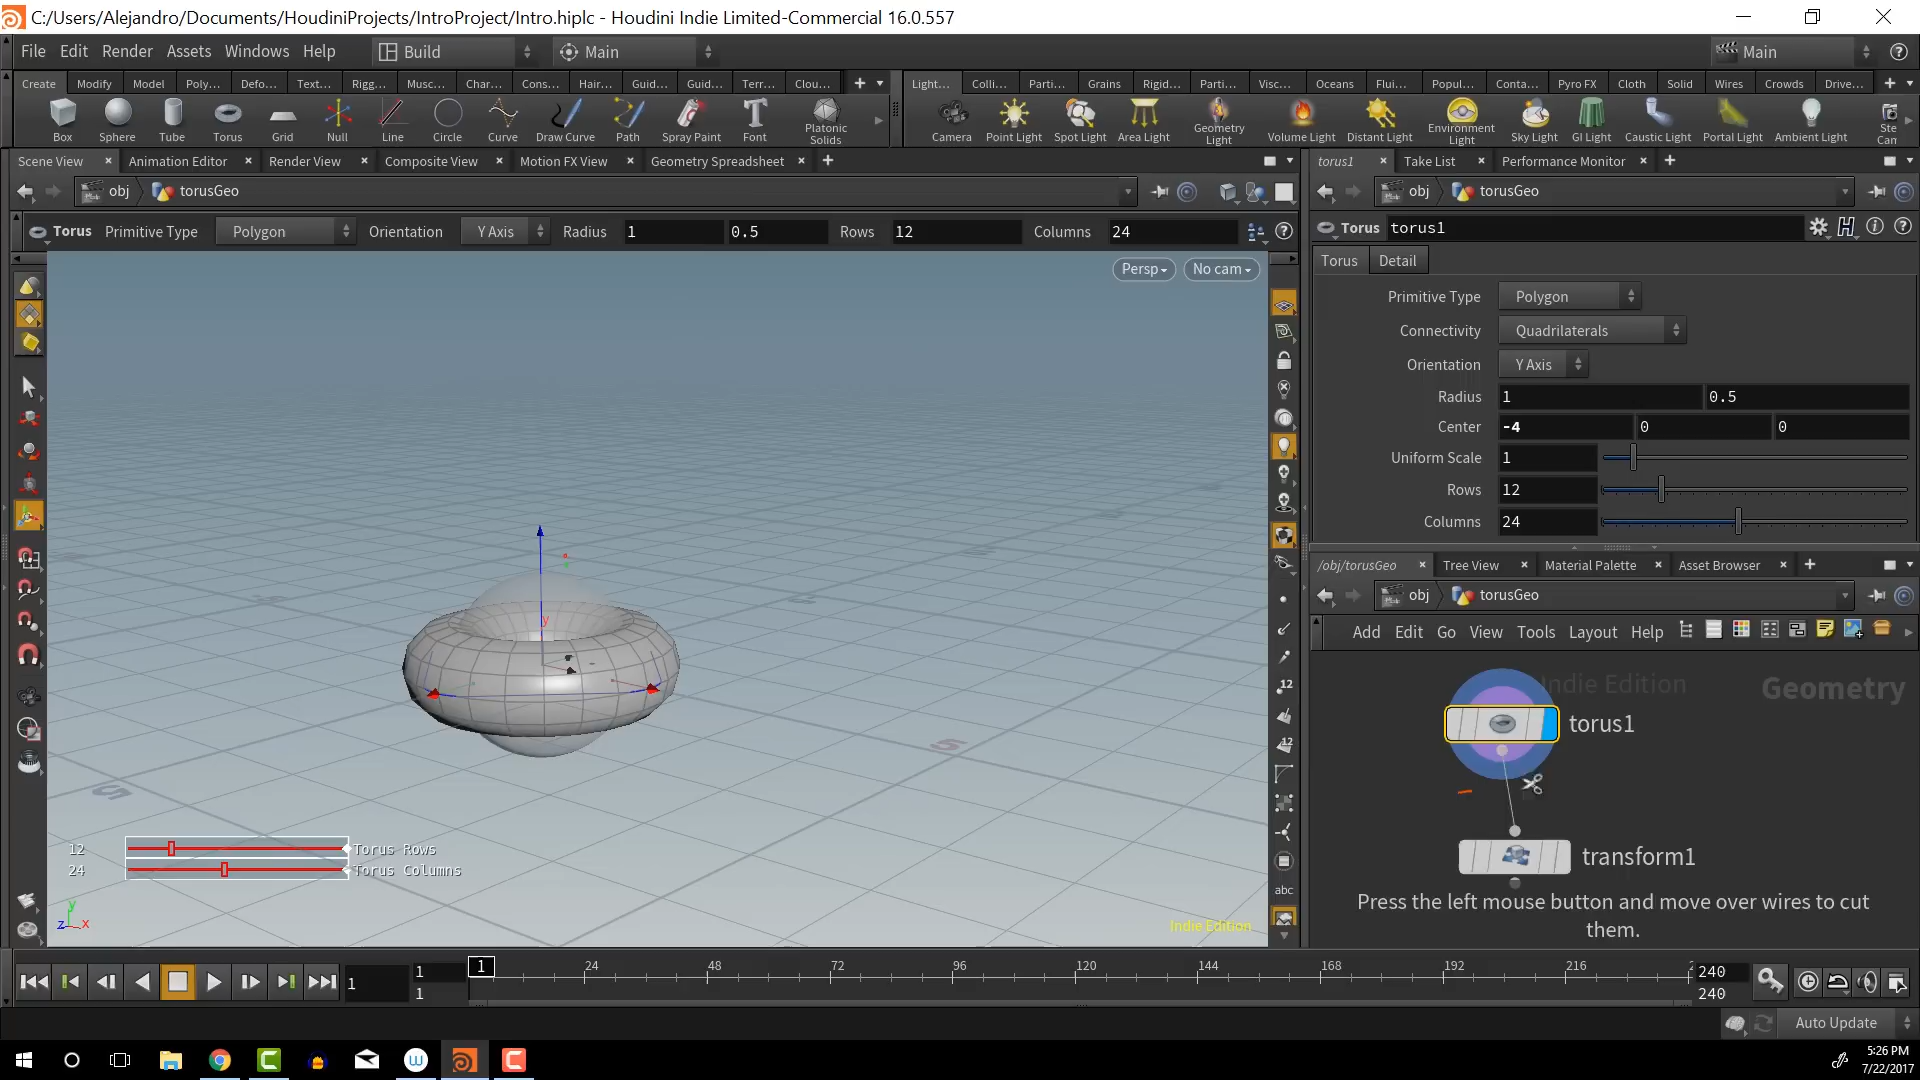 C:/Users/Alejandro/Documents/HoudiniProjects/IntroProject/Intro.hiplc - Houdini Indie Limited-Commercial 16.0.557
File Edit Render Assets Windows Help Build Main Main
Create Modify Model Poly... Defo... Text... Rigg... Musc... Char... Cons... Hair... Guid... Guid... Terr... Clou...
Light... Colli... Parti... Grains Rigid... Parti... Visc... Oceans Flui... Popul... Conta... Pyro FX Cloth Solid Wires Crowds Drive...
Box Sphere Tube Torus Grid Null Line Circle Curve Draw Curve Path Spray Paint Font Platonic Solids
Camera Point Light Spot Light Area Light Geometry Light Volume Light Distant Light Environment Light Sky Light GI Light Caustic Light Portal Light Ambient Light Ste Can
Scene View Animation Editor Render View Composite View Motion FX View Geometry Spreadsheet
obj torusGeo
Torus Primitive Type Polygon Orientation Y Axis Radius 1 0.5 Rows 12 Columns 24
Persp No cam
y
5
5
12 Torus Rows
24 Torus Columns
y
z x
Indie Edition
12
12
abc
torus1 Take List Performance Monitor
obj torusGeo
Torus torus1
Torus Detail
Primitive Type Polygon
Connectivity Quadrilaterals
Orientation Y Axis
Radius 1 0.5
Center -4 0 0
Uniform Scale 1
Rows 12
Columns 24
/obj/torusGeo Tree View Material Palette Asset Browser
obj torusGeo
Add Edit Go View Tools Layout Help
Indie Edition Geometry
torus1
transform1
Press the left mouse button and move over wires to cut
them.
1 1 1 1 24 48 72 96 120 144 168 192 216 2 240
240
Auto Update
5:26 PM
7/22/2017